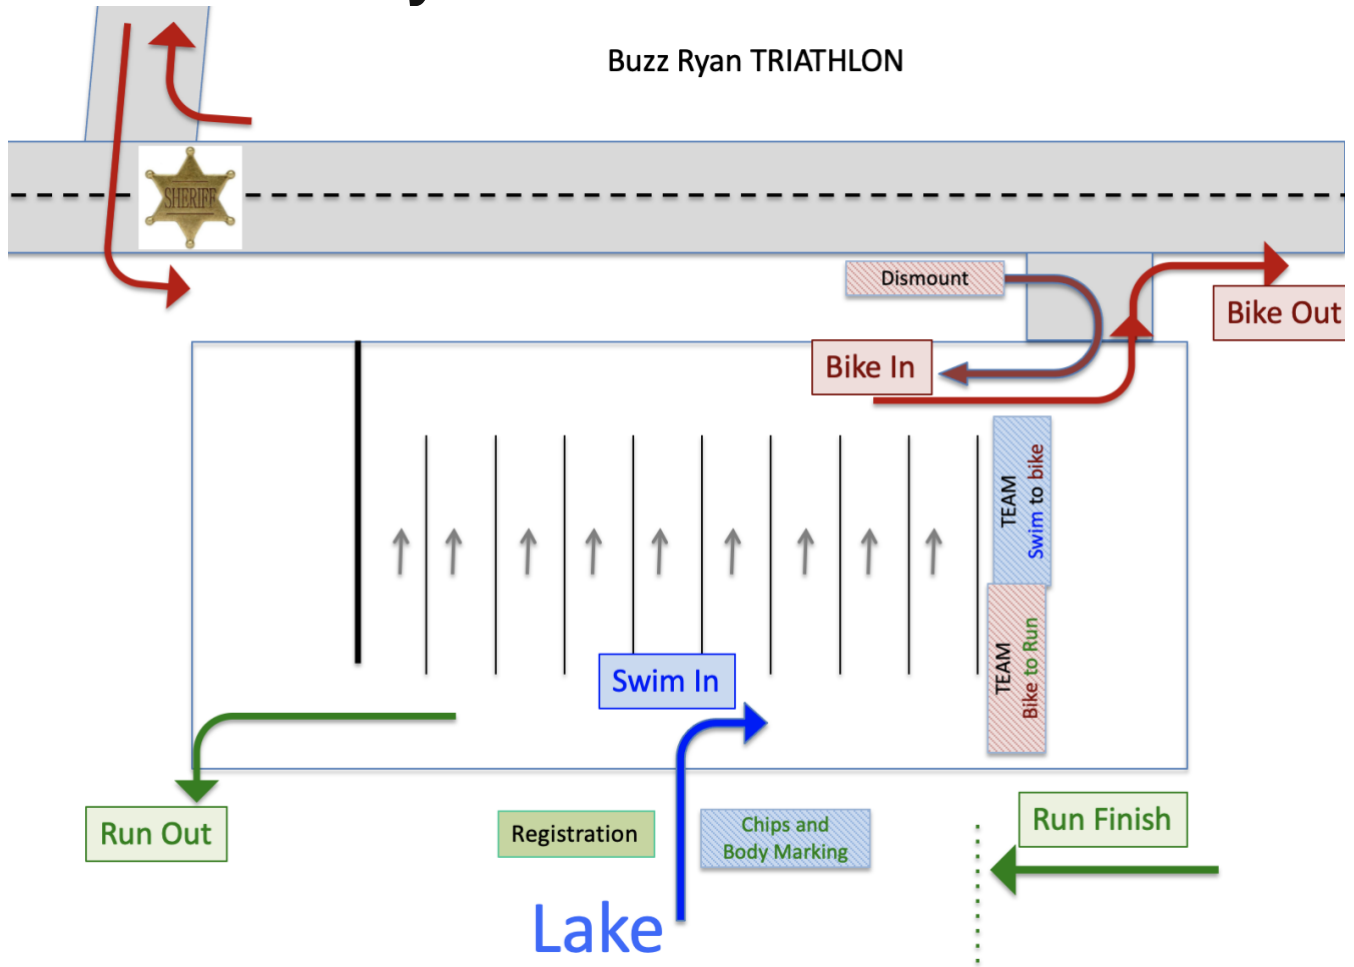 Buzz Ryan TRIATHLON
SHERIFF
Dismount
Bike Out
Bike In
TEAM
Swim to bike
TEAM
Bike to Run
Swim In
Run Out
Registration
Chips and
Body Marking
Run Finish
Lake